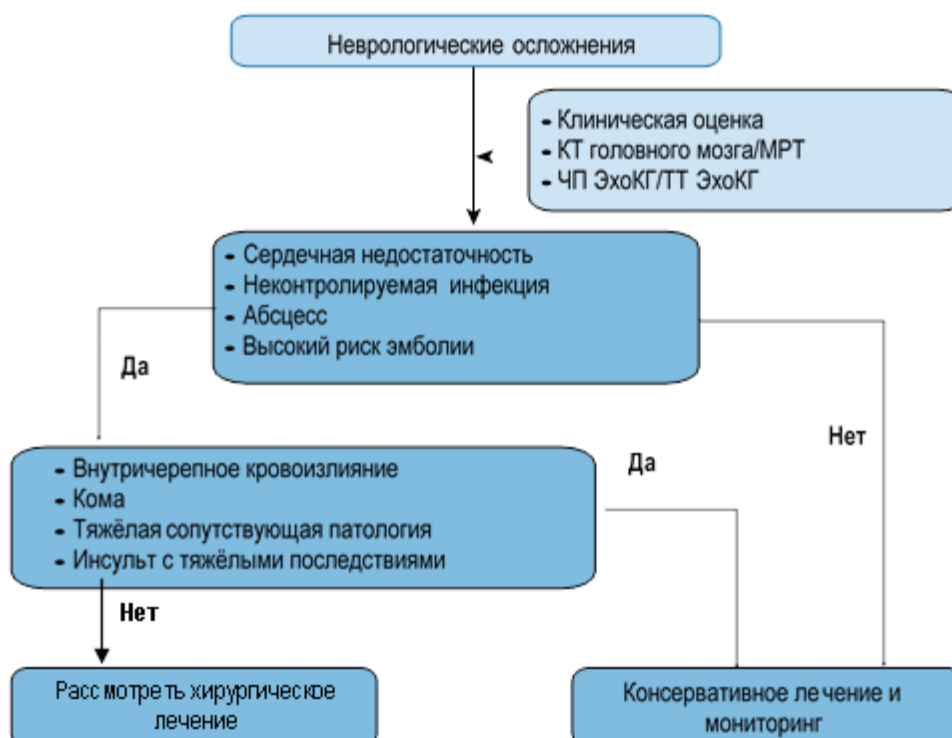 Неврологические осложнения
- Клиническая оценка
- КТ головного мозга/МРТ
- ЧП ЭхоКГ/ТТ ЭхоКГ
- Сердечная недостаточность
- Неконтролируемая инфекция
- Абсцесс
- Высокий риск эмболии
Да
Нет
- Внутричерепное кровоизлияние
- Кома
- Тяжёлая сопутствующая патология
- Инсульт с тяжёлыми последствиями
Да
Нет
Рассмотреть хирургическое
лечение
Консервативное лечение и
мониторинг